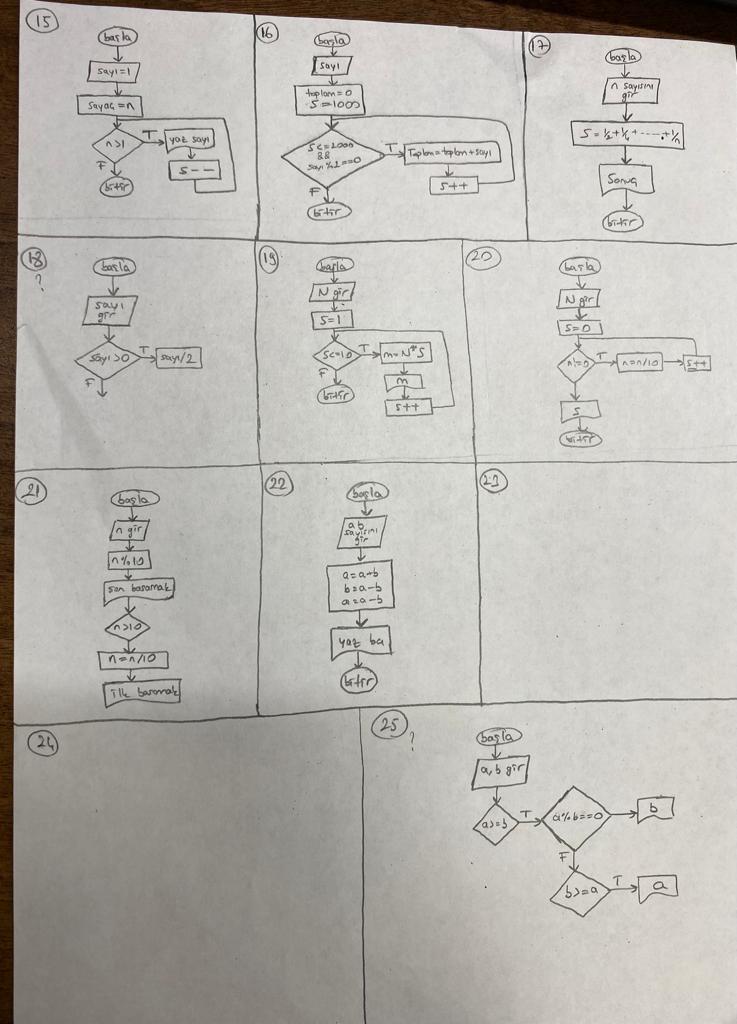 15
başla
sayı=1
sayaç=n
n>1
T
yaz sayı
S--
F
bitir
16
başla
sayı
toplam=0
S=1000
S<=2000
&&
sayı%2==0
T
Toplam=toplam+sayı
S++
F
bitir
17
başla
n sayısını
gir
S=1/2+1/4+-----+1/n
Sonuç
bitir
18
?
başla
sayı
gir
sayı>0
T
sayı/2
F
19
başla
N gir
S=1
S<=10
T
m=N*S
m
S++
F
bitir
20
başla
N gir
S=0
n!=0
T
n=n/10
S++
S
bitir
21
başla
n gir
n%10
son basamak
n>10
n=n/10
ilk basamak
22
başla
a b
sayısını
gir
a=a+b
b=a-b
a=a-b
yaz ba
bitir
23
24
25
?
başla
a,b gir
a>=b
T
a%b==0
b
F
b>=a
T
a